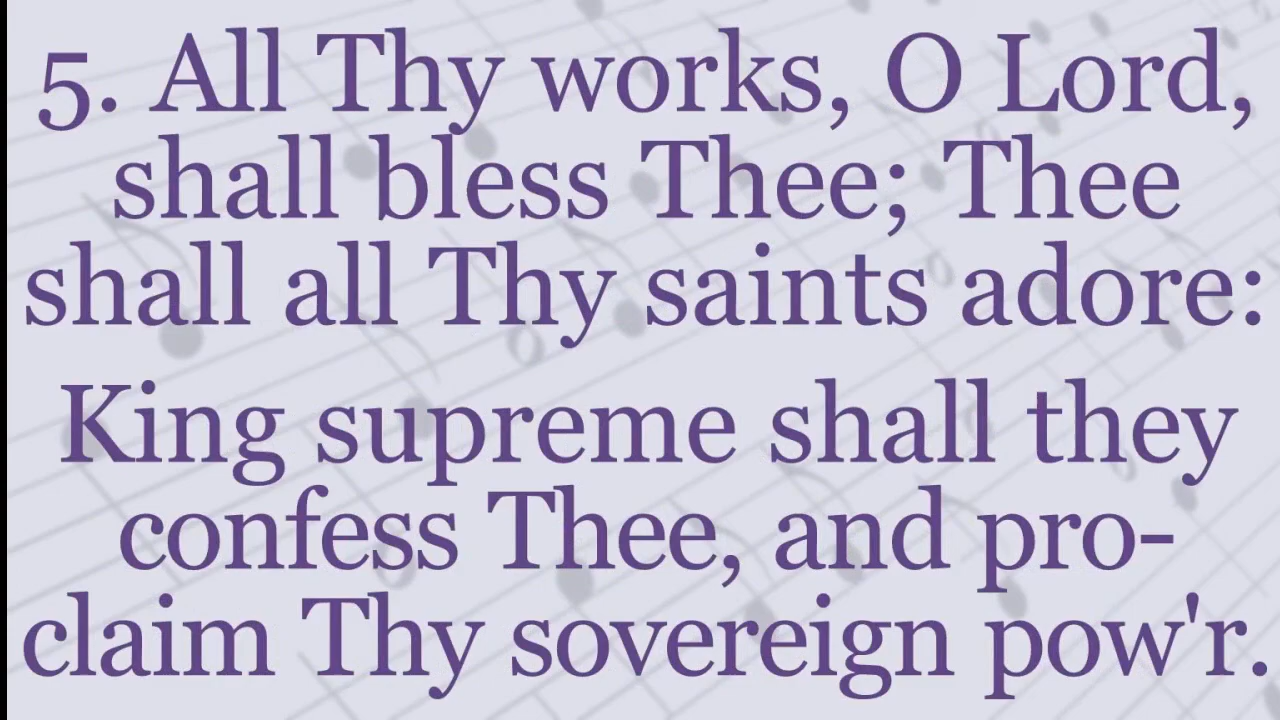 5. All Thy works, O Lord,
shall bless Thee; Thee
shall all Thy saints adore:
King supreme shall they
confess Thee, and pro-
claim Thy sovereign pow'r.